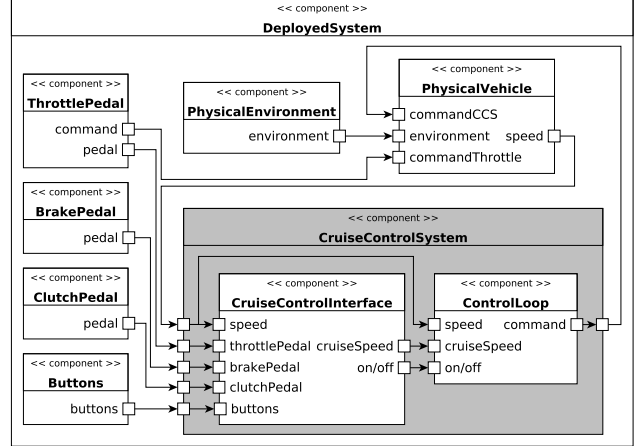 << component >>
DeployedSystem
<< component >>
ThrottlePedal
command
pedal
<< component >>
PhysicalEnvironment
environment
<< component >>
PhysicalVehicle
commandCCS
environment speed
commandThrottle
<< component >>
BrakePedal
pedal
<< component >>
ClutchPedal
pedal
<< component >>
Buttons
buttons
<< component >>
CruiseControlSystem
<< component >>
CruiseControlInterface
speed
throttlePedal cruiseSpeed
brakePedal on/off
clutchPedal
buttons
<< component >>
ControlLoop
speed command
cruiseSpeed
on/off